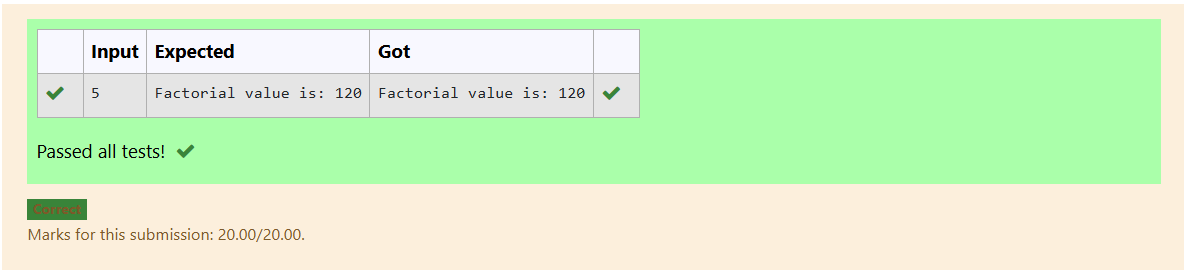 Input Expected Got
5 Factorial value is: 120 Factorial value is: 120
Passed all tests!
Correct
Marks for this submission: 20.00/20.00.